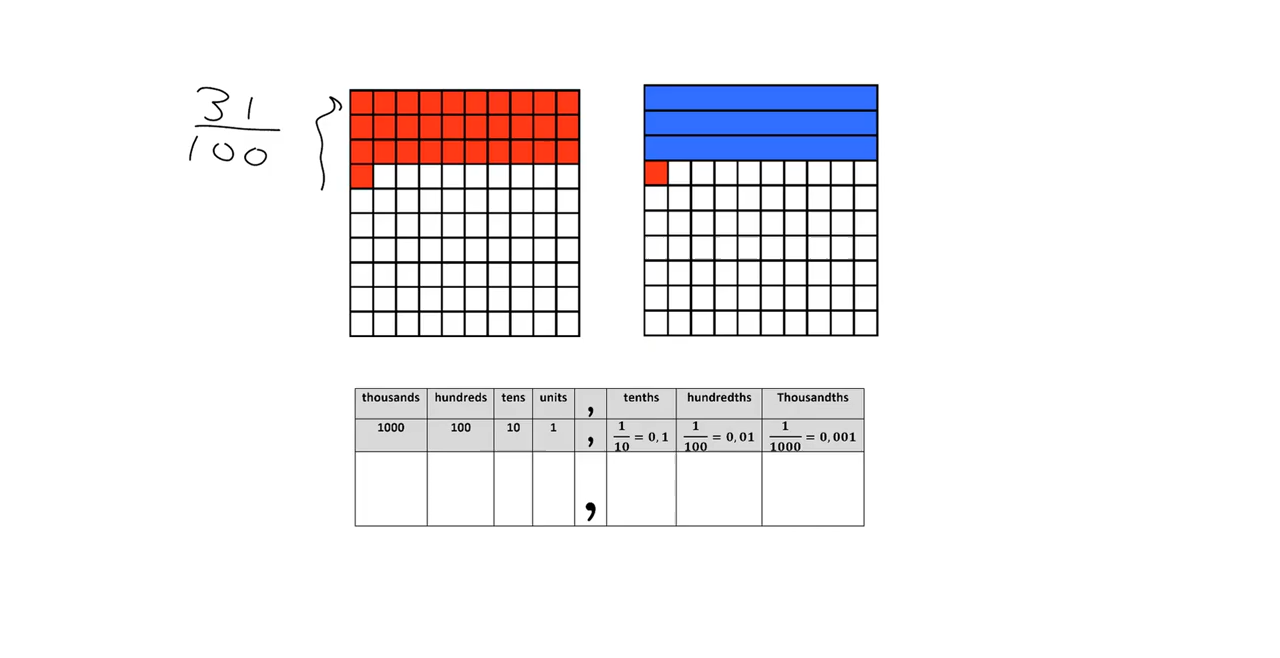 31
100
thousands hundreds tens units , tenths hundredths Thousandths
1000 100 10 1 , 1/10 = 0,1 1/100 = 0,01 1/1000 = 0,001
,